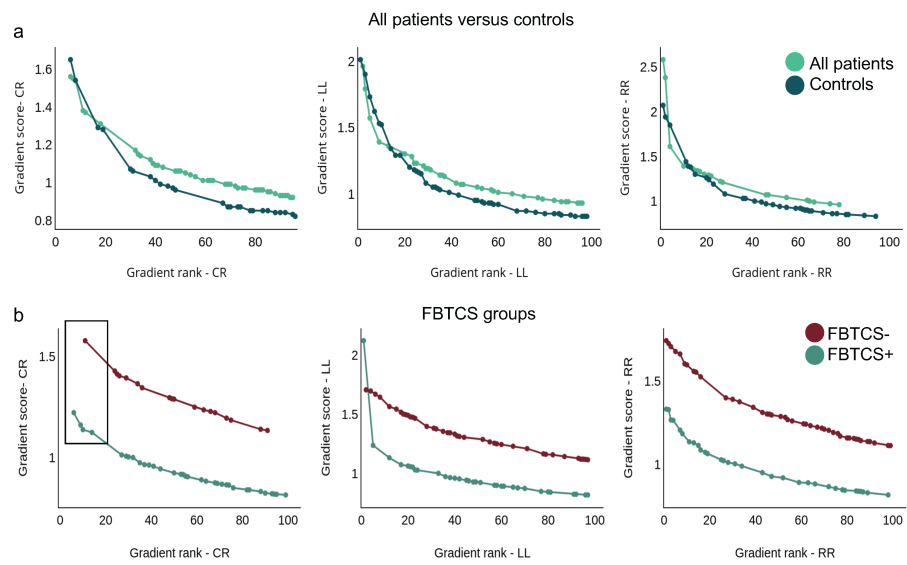 All patients versus controls
a
1.6
1.4
1.2
1
0.8
Gradient score- CR
0
20
40
60
80
Gradient rank - CR
2
1.5
1
Gradient score - LL
0
20
40
60
80
100
Gradient rank - LL
2.5
2
1.5
1
Gradient score - RR
0
20
40
60
80
100
Gradient rank - RR
All patients
Controls
b
FBTCS groups
1.5
1
Gradient score- CR
0
20
40
60
80
100
Gradient rank - CR
2
1.5
1
Gradient score - LL
0
20
40
60
80
100
Gradient rank - LL
1.5
1
Gradient score - RR
0
20
40
60
80
100
Gradient rank - RR
FBTCS-
FBTCS+